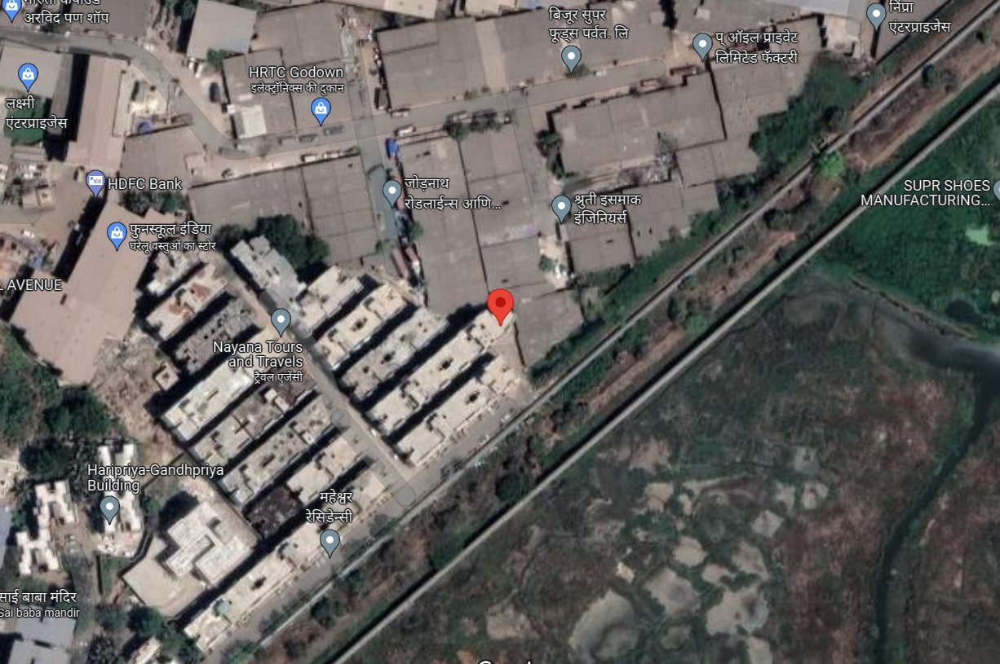 अरविंद पण शॉप
बिजूर सुपर
फूड्स पर्वत. लि
निंप्रा
एंटरप्राइजेस
प ऑइल प्राइवेट
लिमिटेड फॅक्टरी
HRTC Godown
इलेक्ट्रॉनिक्स की दुकान
लक्ष्मी
एंटरप्राइजेस
HDFC Bank
जोड़नाथ
रोडलाईन्स आणि...
श्रुती इसमाक
इंजिनियर्स
SUPR SHOES
MANUFACTURING...
फुनस्कूल इंडिया
घरेलू वस्तुओं का स्टोर
L AVENUE
Nayana Tours
and Travels
ट्रैवल एजेंसी
Haripriya-Gandhpriya
Building
महेश्वर
रेसिडेन्सी
साई बाबा मंदिर
Sai baba mandir